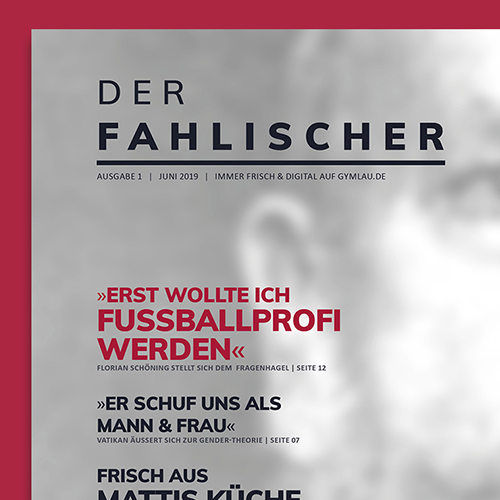 DER
FAHLISCHER
AUSGABE 1 | JUNI 2019 | IMMER FRISCH & DIGITAL AUF GYMLAU.DE
»ERST WOLLTE ICH
FUSSBALLPROFI
WERDEN«
FLORIAN SCHÖNING STELLT SICH DEM FRAGENHAGEL | SEITE 12
»ER SCHUF UNS ALS
MANN & FRAU«
VATIKAN ÄUSSERT SICH ZUR GENDER-THEORIE | SEITE 07
FRISCH AUS
MATTIS KÜCHE